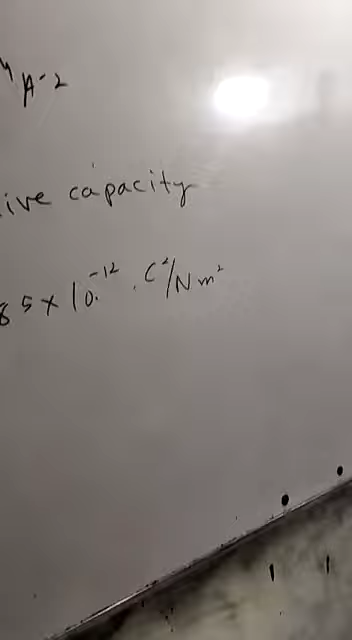 A⁻²
ive capacity
85 × 10⁻¹² . C²/Nm²